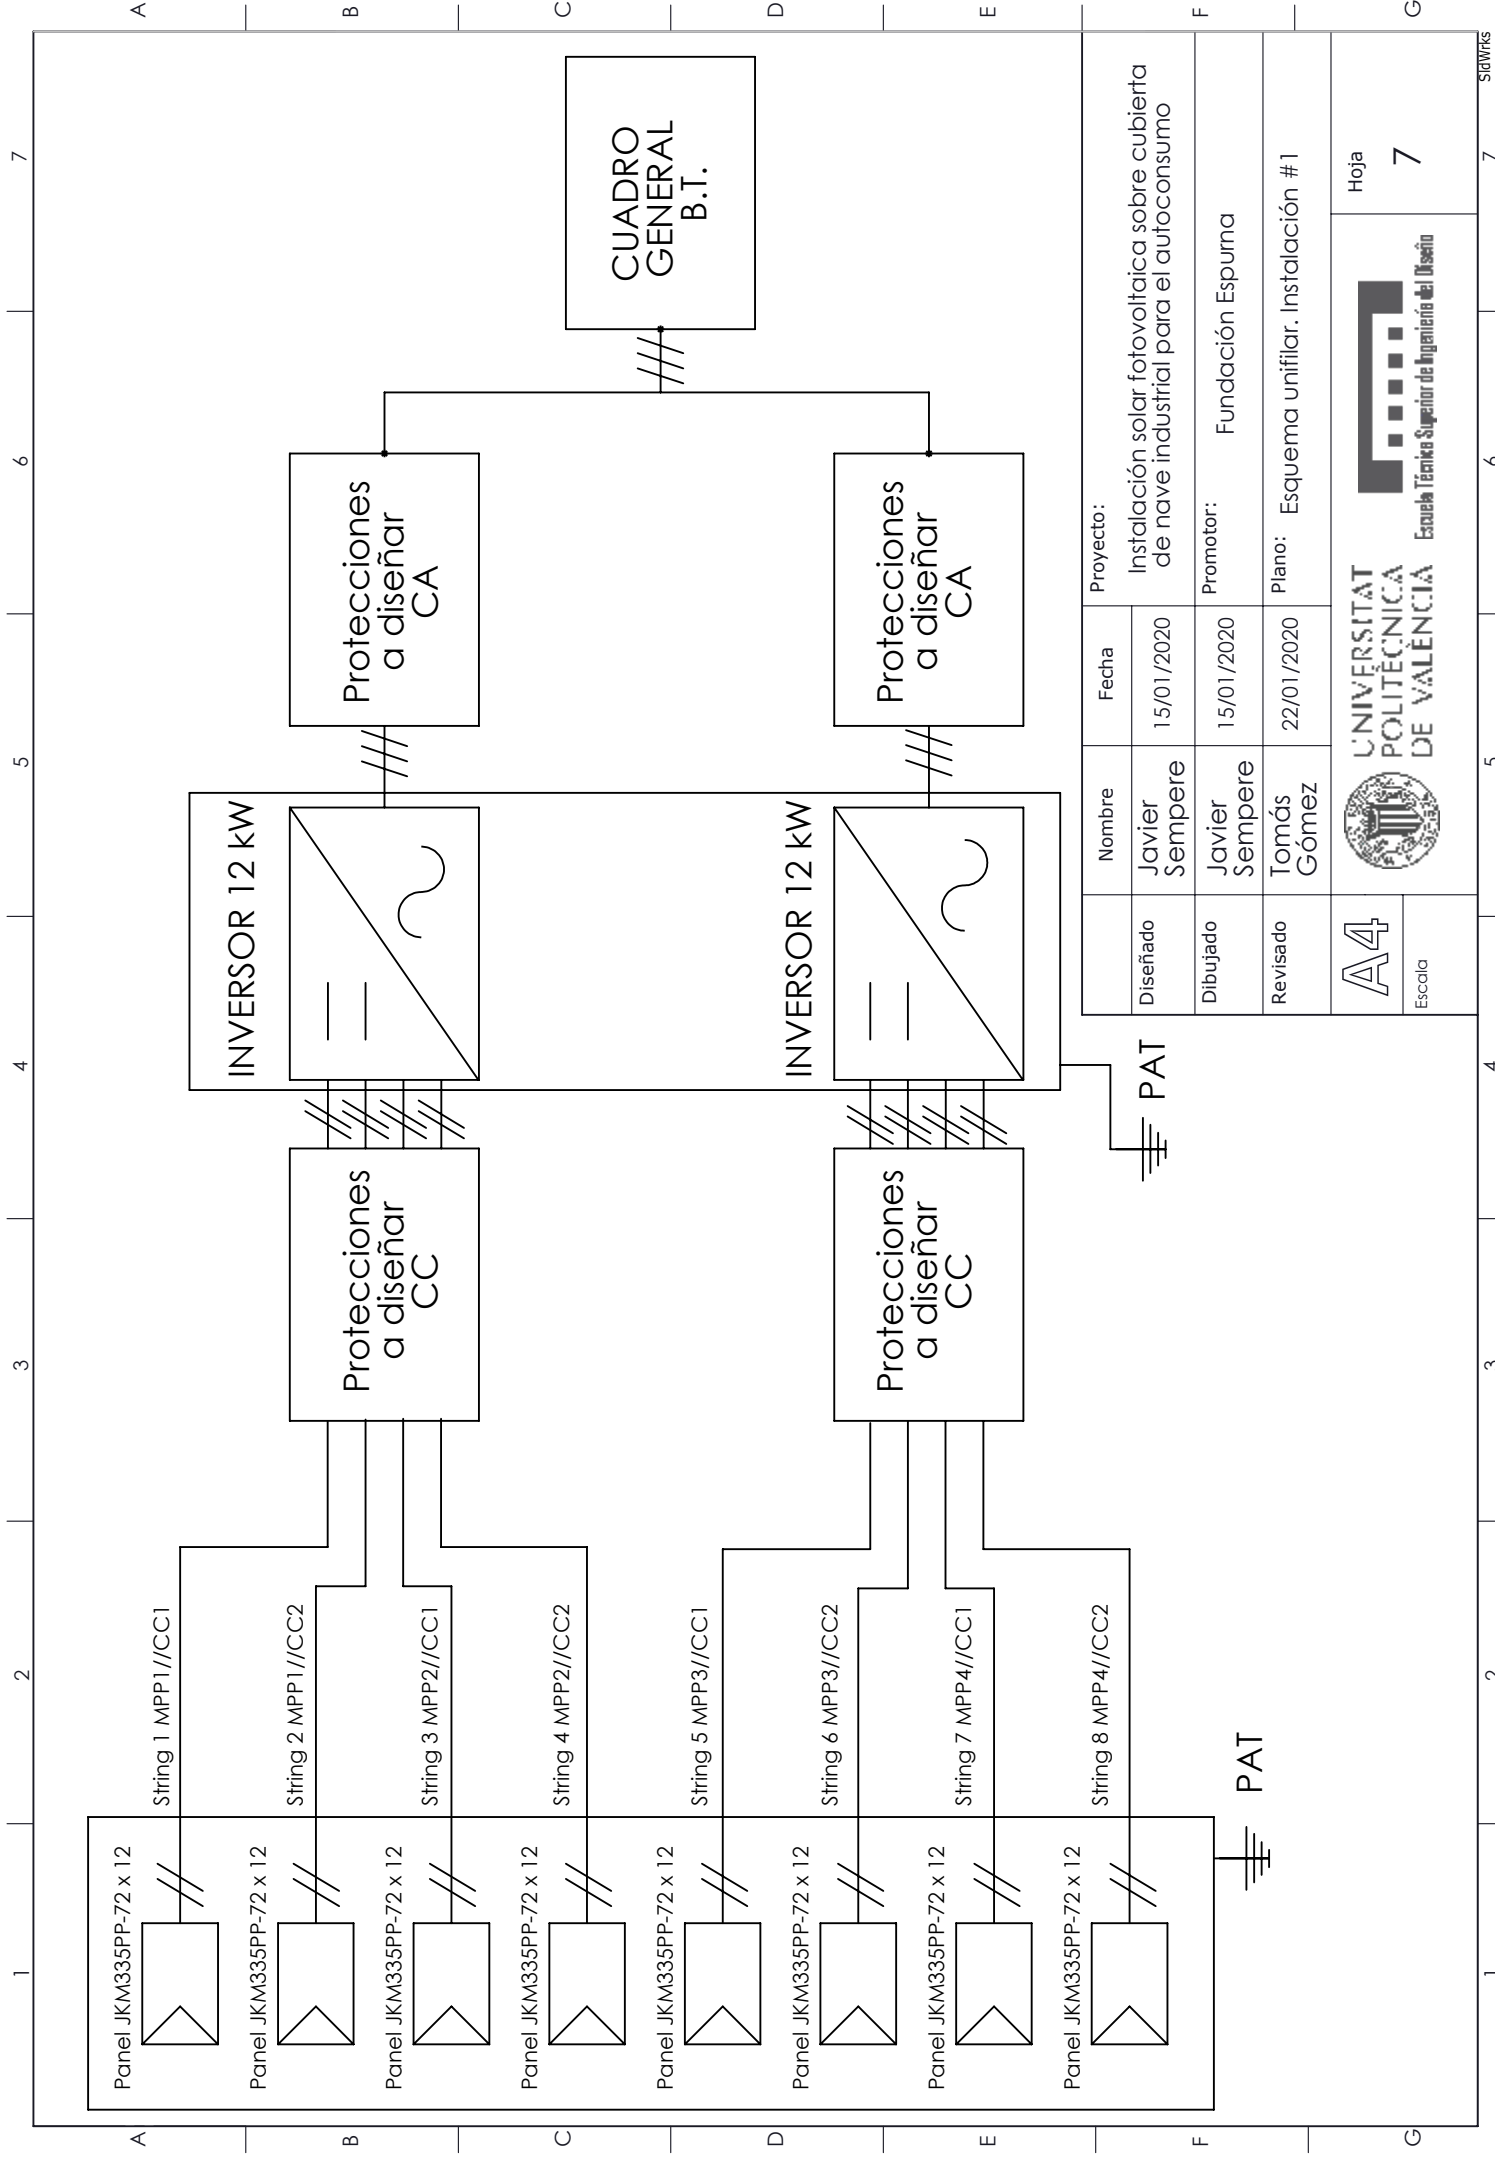 1
2
3
4
5
6
7
A
B
C
D
E
F
G
Panel JKM335PP-72 x 12
String 1 MPP1//CC1
Panel JKM335PP-72 x 12
String 2 MPP1//CC2
Panel JKM335PP-72 x 12
String 3 MPP2//CC1
Panel JKM335PP-72 x 12
String 4 MPP2//CC2
Panel JKM335PP-72 x 12
String 5 MPP3//CC1
Panel JKM335PP-72 x 12
String 6 MPP3//CC2
Panel JKM335PP-72 x 12
String 7 MPP4//CC1
Panel JKM335PP-72 x 12
String 8 MPP4//CC2
PAT
Protecciones
a diseñar
CC
Protecciones
a diseñar
CC
INVERSOR 12 kW
INVERSOR 12 kW
PAT
Protecciones
a diseñar
CA
Protecciones
a diseñar
CA
CUADRO
GENERAL
B.T.
Nombre
Fecha
Diseñado
Javier
Sempere
15/01/2020
Dibujado
Javier
Sempere
15/01/2020
Revisado
Tomás
Gómez
22/01/2020
Proyecto:
Instalación solar fotovoltaica sobre cubierta
de nave industrial para el autoconsumo
Promotor:
Fundación Espurna
Plano:
Esquema unifilar. Instalación #1
A4
Escala
UNIVERSITAT
POLITÈCNICA
DE VALÈNCIA
Escuela Técnica Superior de Ingeniería del Diseño
Hoja
7
1
2
3
4
5
6
7
A
B
C
D
E
F
G
SldWrks